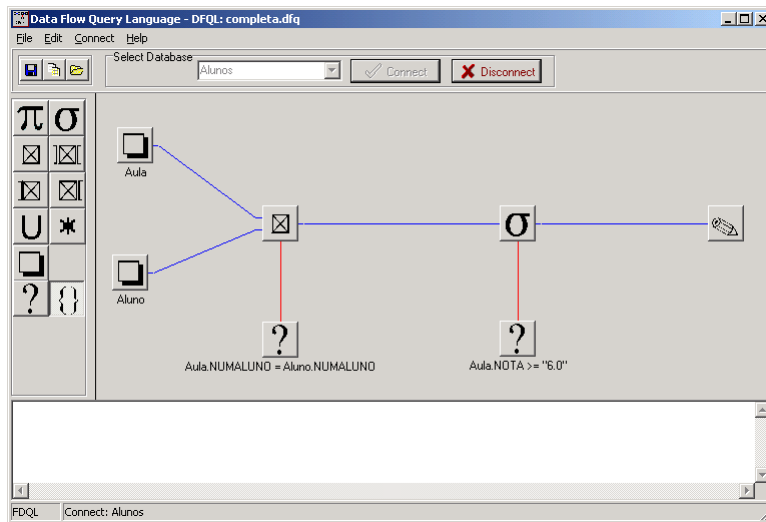 Data Flow Query Language - DFQL: completa.dfq
File Edit Connect Help
Select Database
Alunos
Connect
Disconnect
π σ
∪
? {}
Aula
Aluno
σ
?
Aula.NUMALUNO = Aluno.NUMALUNO
?
Aula.NOTA >= "6.0"
FDQL
Connect: Alunos